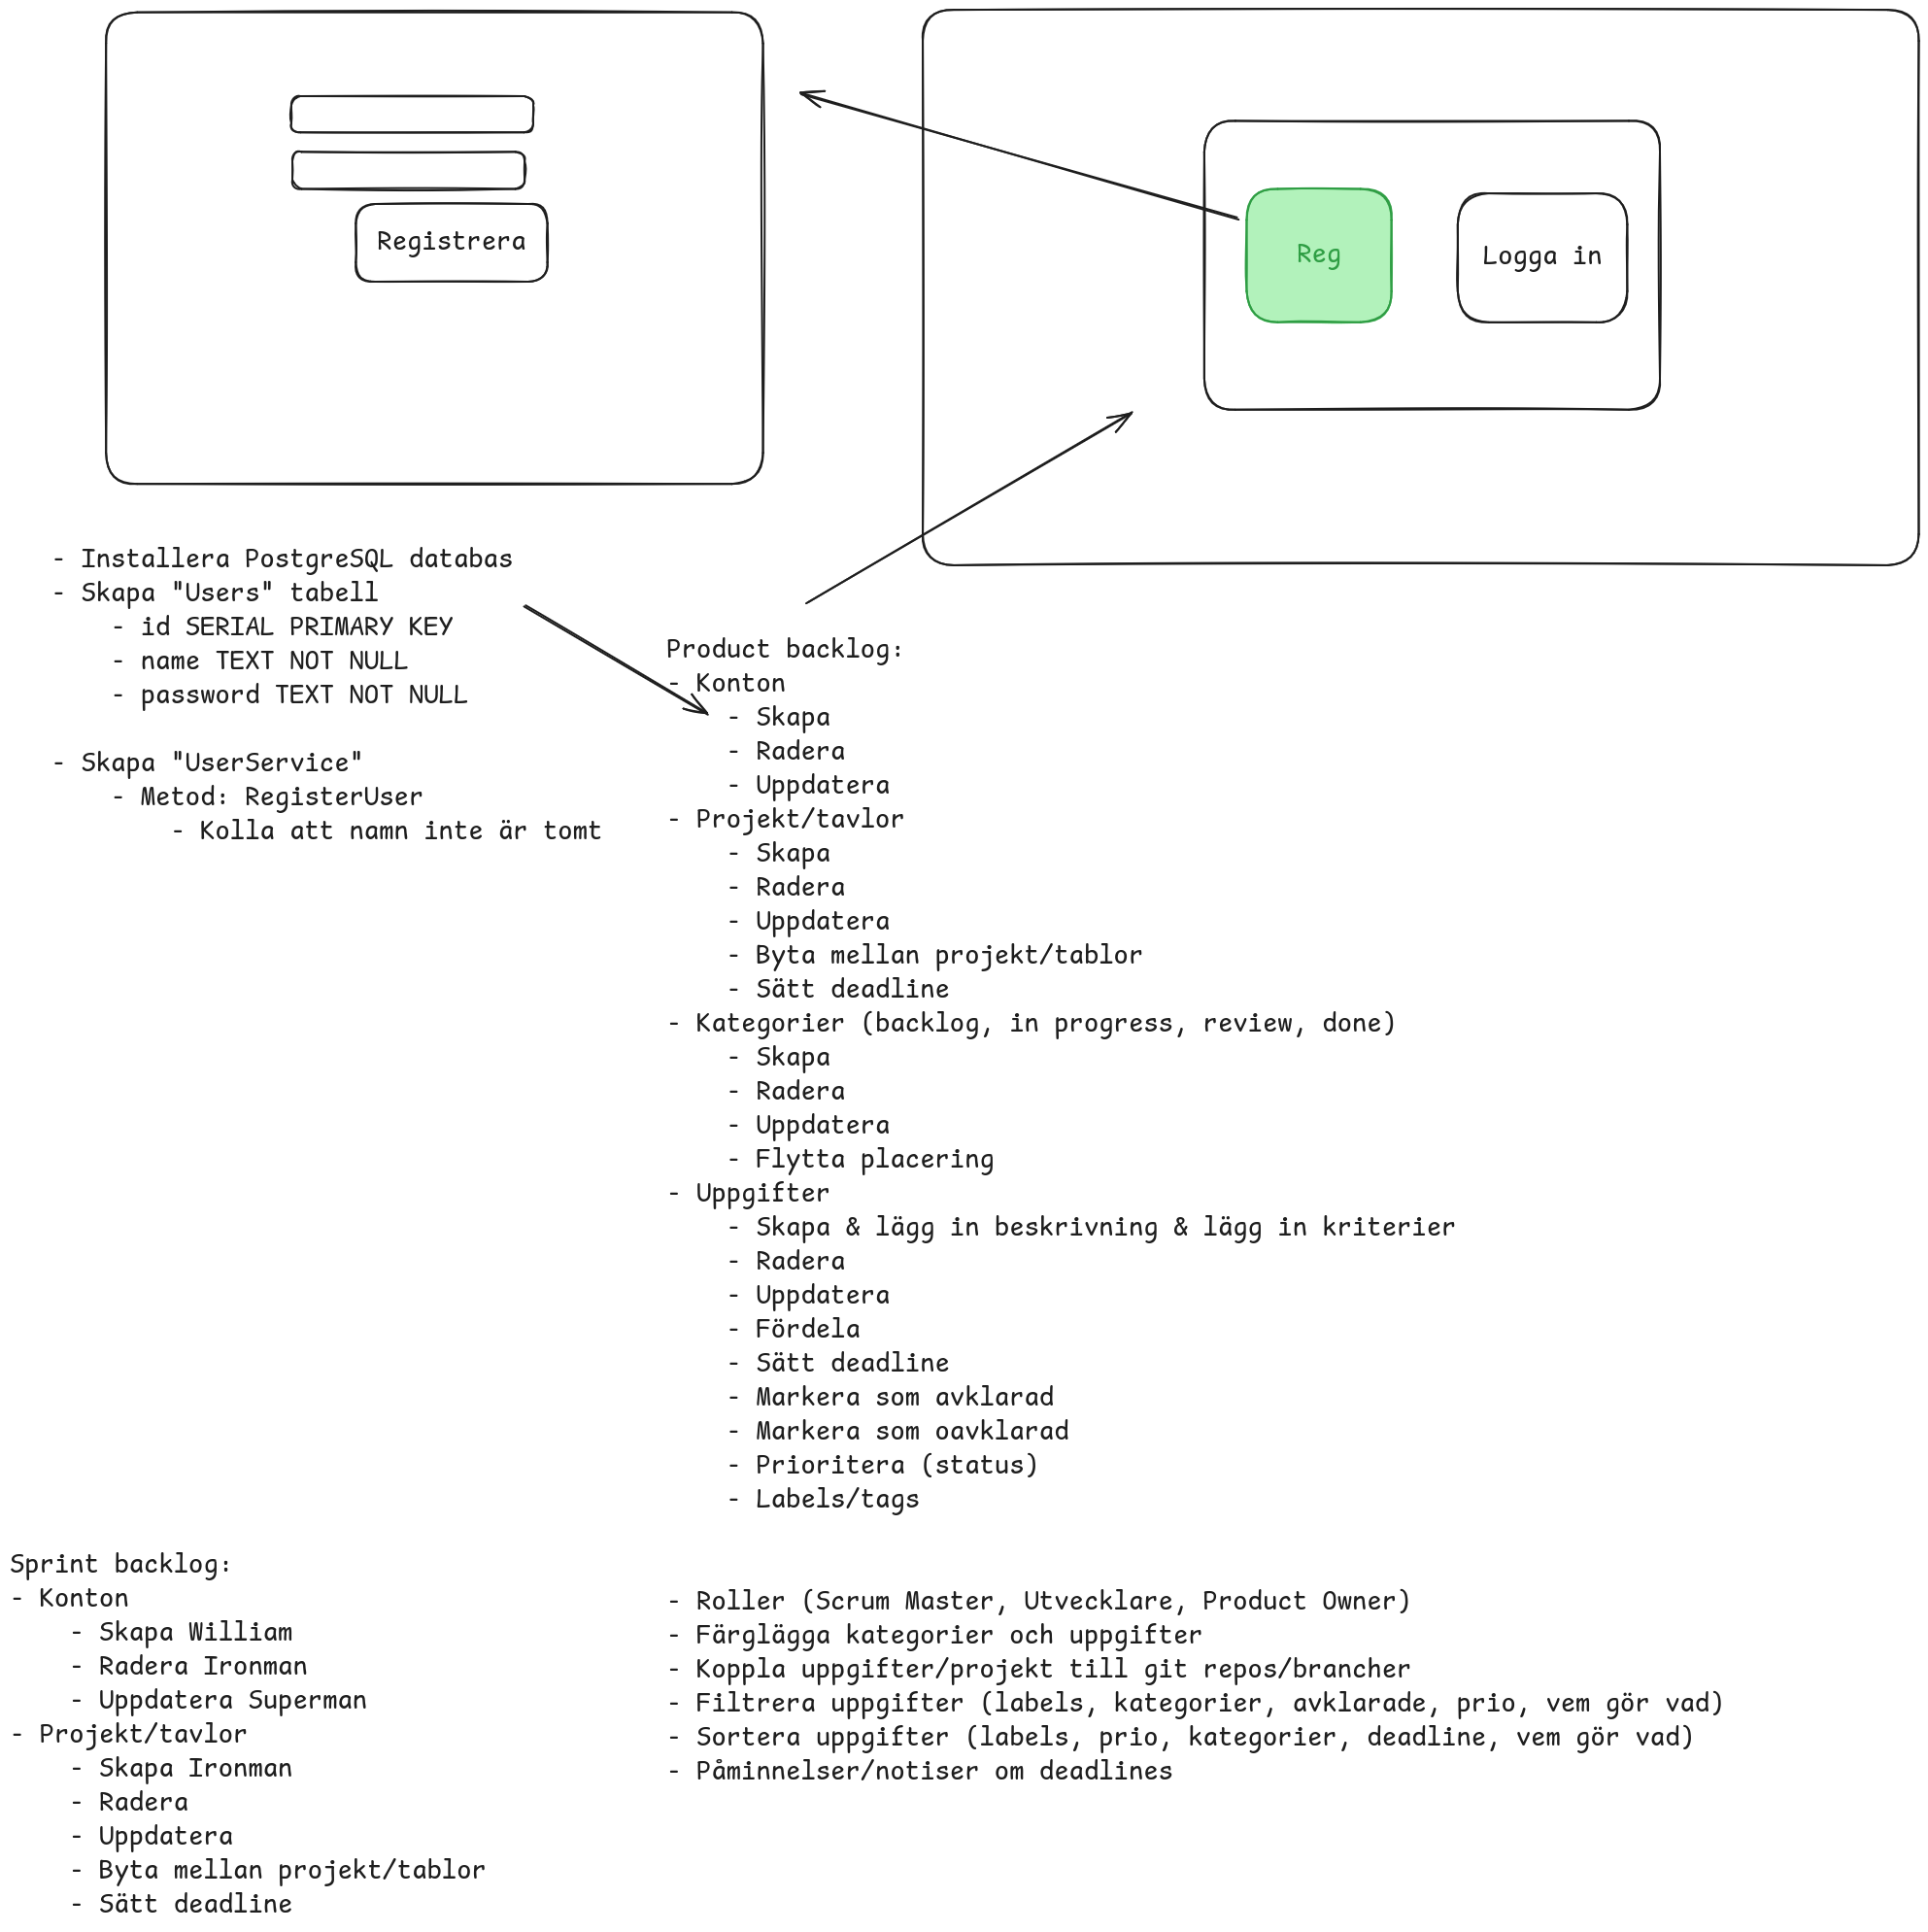 Registrera
Reg
Logga in
- Installera PostgreSQL databas
- Skapa "Users" tabell
    - id SERIAL PRIMARY KEY
    - name TEXT NOT NULL
    - password TEXT NOT NULL
- Skapa "UserService"
    - Metod: RegisterUser
        - Kolla att namn inte är tomt
Product backlog:
- Konton
    - Skapa
    - Radera
    - Uppdatera
- Projekt/tavlor
    - Skapa
    - Radera
    - Uppdatera
    - Byta mellan projekt/tablor
    - Sätt deadline
- Kategorier (backlog, in progress, review, done)
    - Skapa
    - Radera
    - Uppdatera
    - Flytta placering
- Uppgifter
    - Skapa & lägg in beskrivning & lägg in kriterier
    - Radera
    - Uppdatera
    - Fördela
    - Sätt deadline
    - Markera som avklarad
    - Markera som oavklarad
    - Prioritera (status)
    - Labels/tags
Sprint backlog:
- Konton
    - Skapa William
    - Radera Ironman
    - Uppdatera Superman
- Projekt/tavlor
    - Skapa Ironman
    - Radera
    - Uppdatera
    - Byta mellan projekt/tablor
    - Sätt deadline
- Roller (Scrum Master, Utvecklare, Product Owner)
- Färglägga kategorier och uppgifter
- Koppla uppgifter/projekt till git repos/brancher
- Filtrera uppgifter (labels, kategorier, avklarade, prio, vem gör vad)
- Sortera uppgifter (labels, prio, kategorier, deadline, vem gör vad)
- Påminnelser/notiser om deadlines